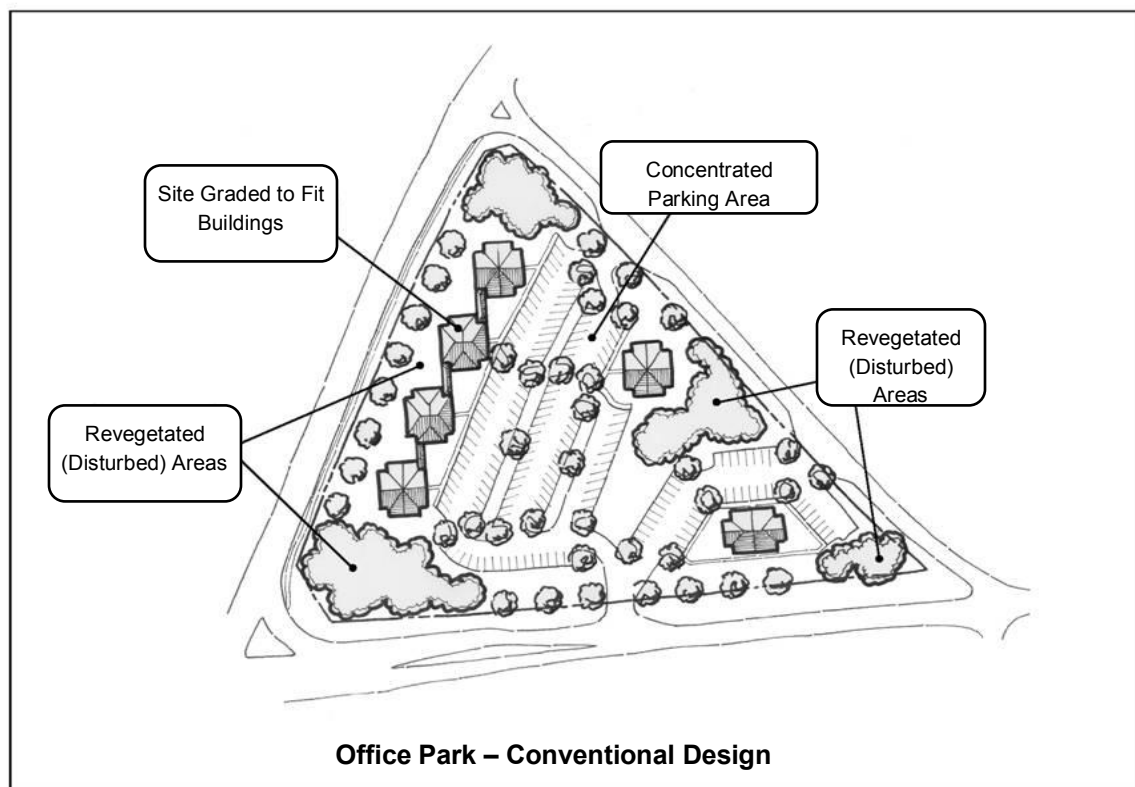 Site Graded to Fit
Buildings
Concentrated
Parking Area
Revegetated
(Disturbed)
Areas
Revegetated
(Disturbed) Areas
Office Park – Conventional Design